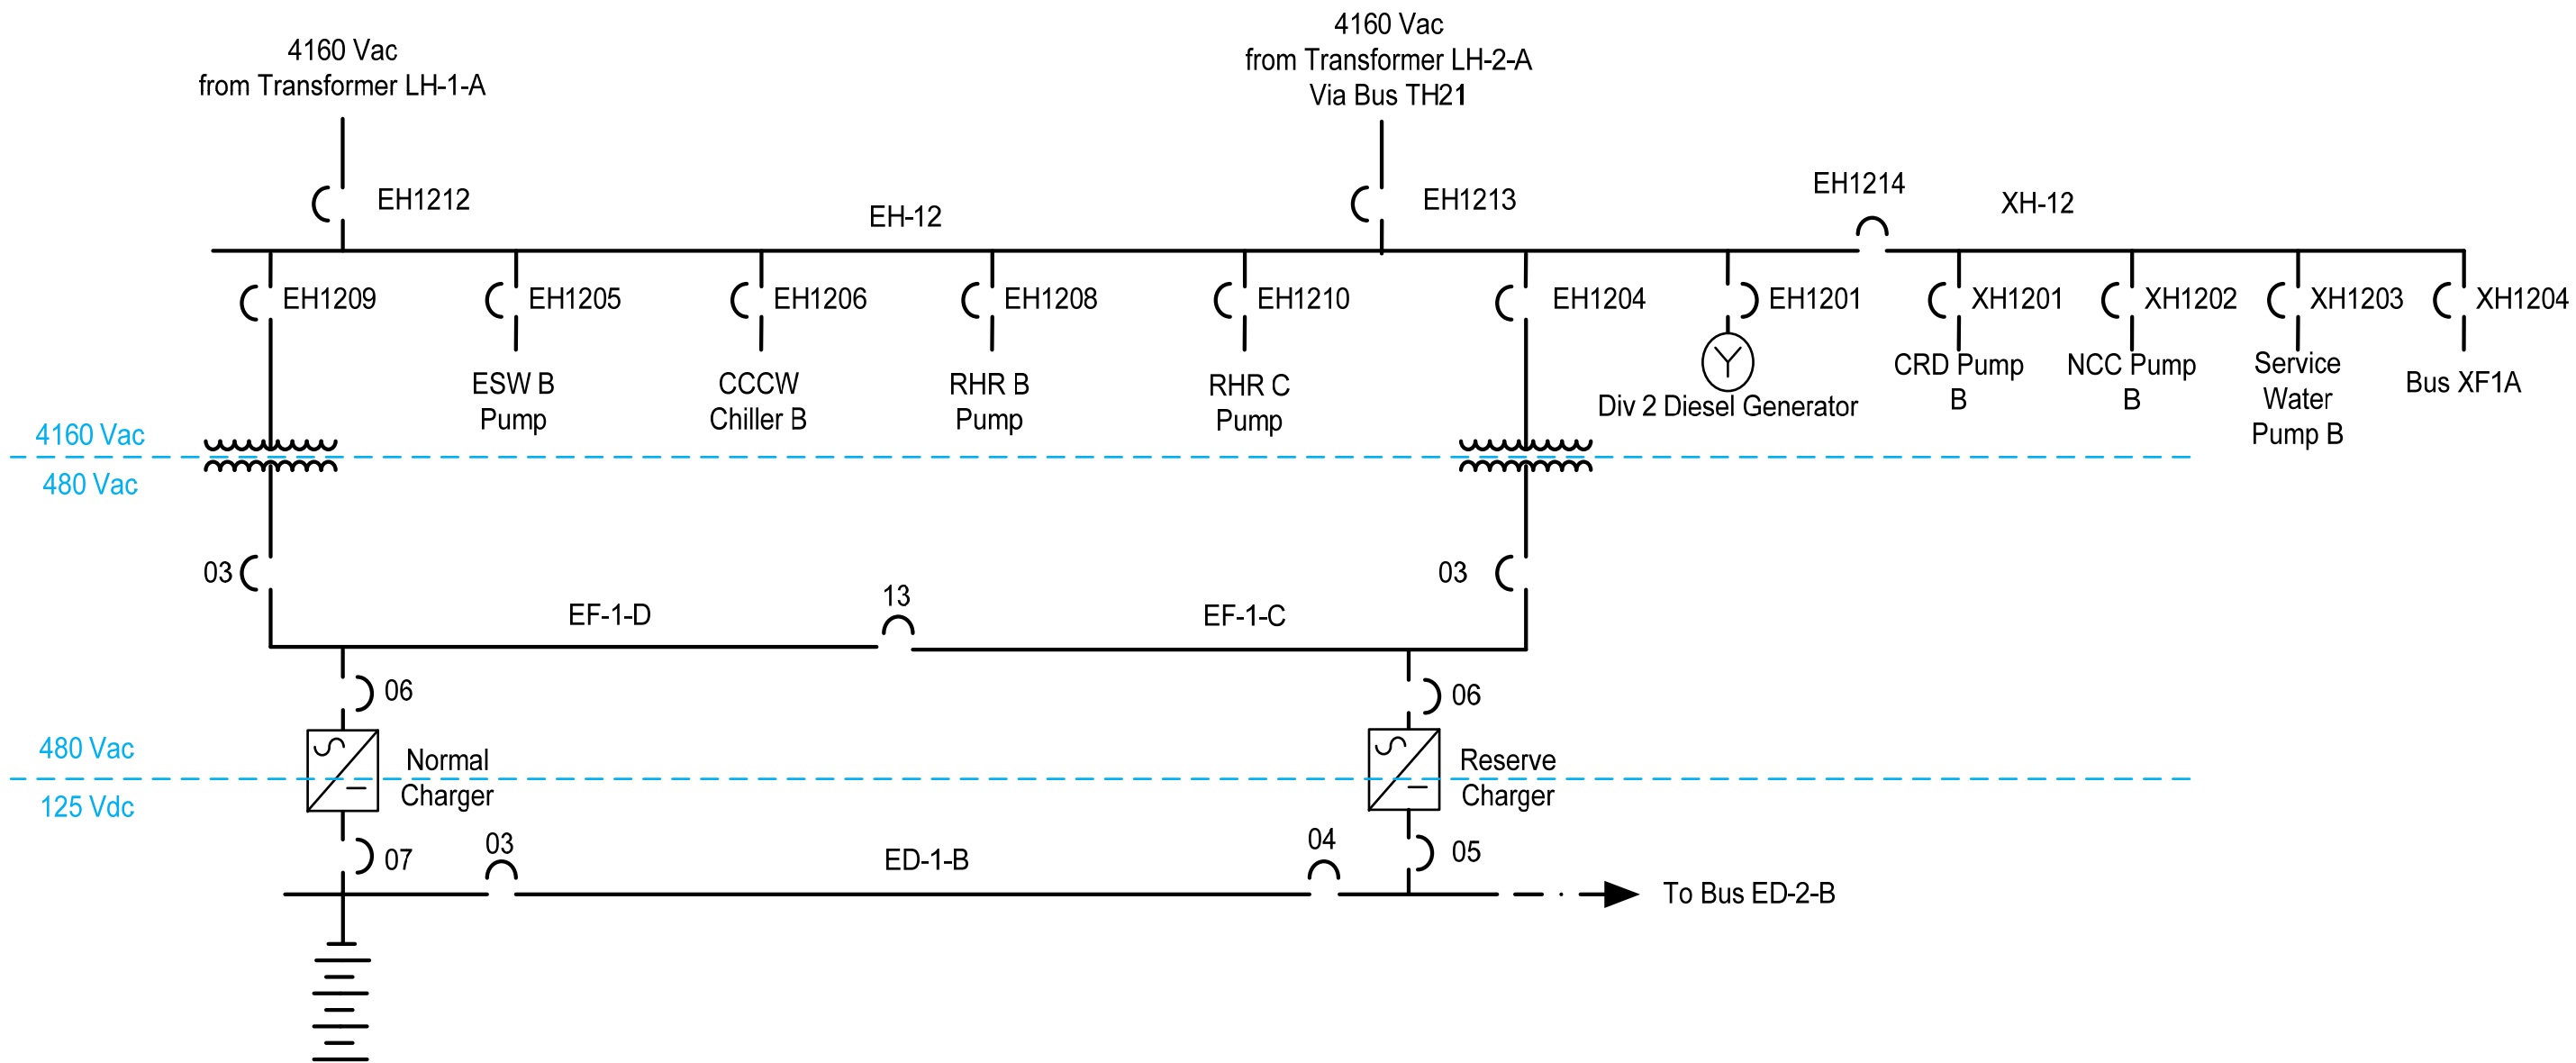 4160 Vac
from Transformer LH-1-A
4160 Vac
from Transformer LH-2-A
Via Bus TH21
EH1212
EH-12
EH1213
EH1214
XH-12
EH1209
EH1205
EH1206
EH1208
EH1210
EH1204
EH1201
XH1201
XH1202
XH1203
XH1204
ESW B
Pump
CCCW
Chiller B
RHR B
Pump
RHR C
Pump
Div 2 Diesel Generator
CRD Pump
B
NCC Pump
B
Service
Water
Pump B
Bus XF1A
4160 Vac
480 Vac
03
03
EF-1-D
13
EF-1-C
06
06
480 Vac
125 Vdc
Normal
Charger
Reserve
Charger
07
03
ED-1-B
04
05
To Bus ED-2-B